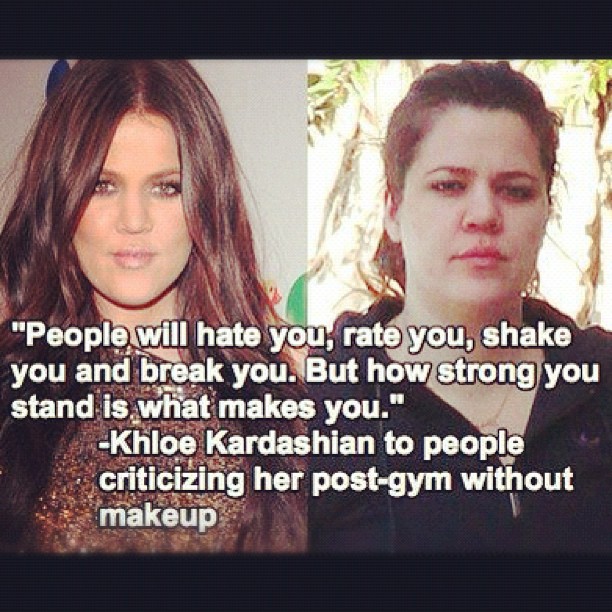 "People will hate you, rate you, shake
you and break you. But how strong you
stand is what makes you."
-Khloe Kardashian to people
criticizing her post-gym without
makeup